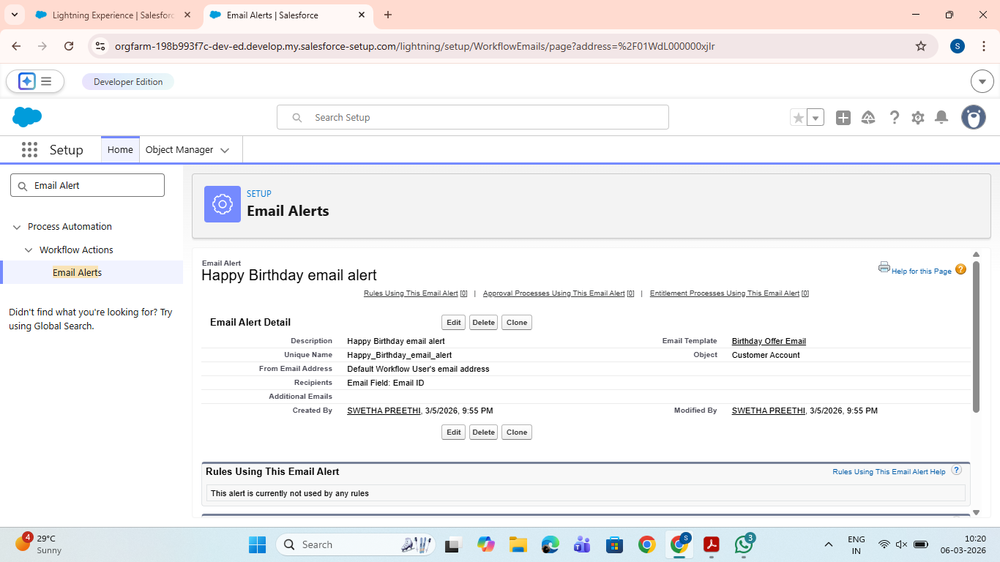 Lightning Experience | Salesforc
Email Alerts | Salesforce
orgfarm-198b993f7c-dev-ed.develop.my.salesforce-setup.com/lightning/setup/WorkflowEmails/page?address=%2F01WdL000000xjIr
S
Developer Edition
Search Setup
Setup
Home
Object Manager
Email Alert
Process Automation
Workflow Actions
Email Alerts
Didn't find what you're looking for? Try
using Global Search.
SETUP
Email Alerts
Email Alert
Happy Birthday email alert
Help for this Page ?
Rules Using This Email Alert [0] | Approval Processes Using This Email Alert [0] | Entitlement Processes Using This Email Alert [0]
Email Alert Detail Edit Delete Clone
Description Happy Birthday email alert Email Template Birthday Offer Email
Unique Name Happy_Birthday_email_alert Object Customer Account
From Email Address Default Workflow User's email address
Recipients Email Field: Email ID
Additional Emails
Created By SWETHA PREETHI, 3/5/2026, 9:55 PM Modified By SWETHA PREETHI, 3/5/2026, 9:55 PM
Edit Delete Clone
Rules Using This Email Alert Rules Using This Email Alert Help ?
This alert is currently not used by any rules
4
29°C
Sunny
Search
S
3
ENG
IN
10:20
06-03-2026